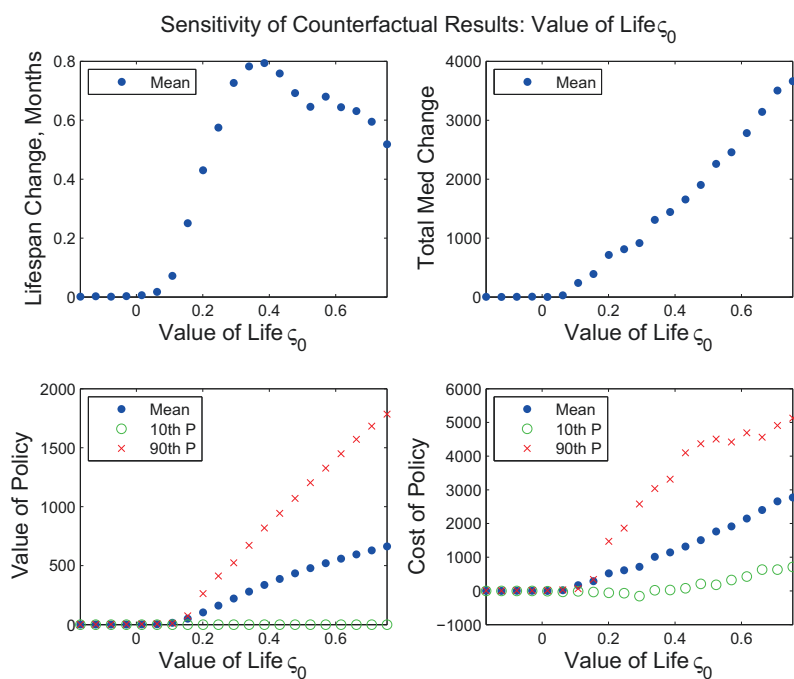 Sensitivity of Counterfactual Results: Value of Life ς0
Lifespan Change, Months
0.8
0.6
0.4
0.2
0
Mean
0 0.2 0.4 0.6
Value of Life ς0
Total Med Change
4000
3000
2000
1000
0
Mean
0 0.2 0.4 0.6
Value of Life ς0
Value of Policy
2000
1500
1000
500
0
Mean
10th P
90th P
0 0.2 0.4 0.6
Value of Life ς0
Cost of Policy
6000
5000
4000
3000
2000
1000
0
−1000
Mean
10th P
90th P
0 0.2 0.4 0.6
Value of Life ς0